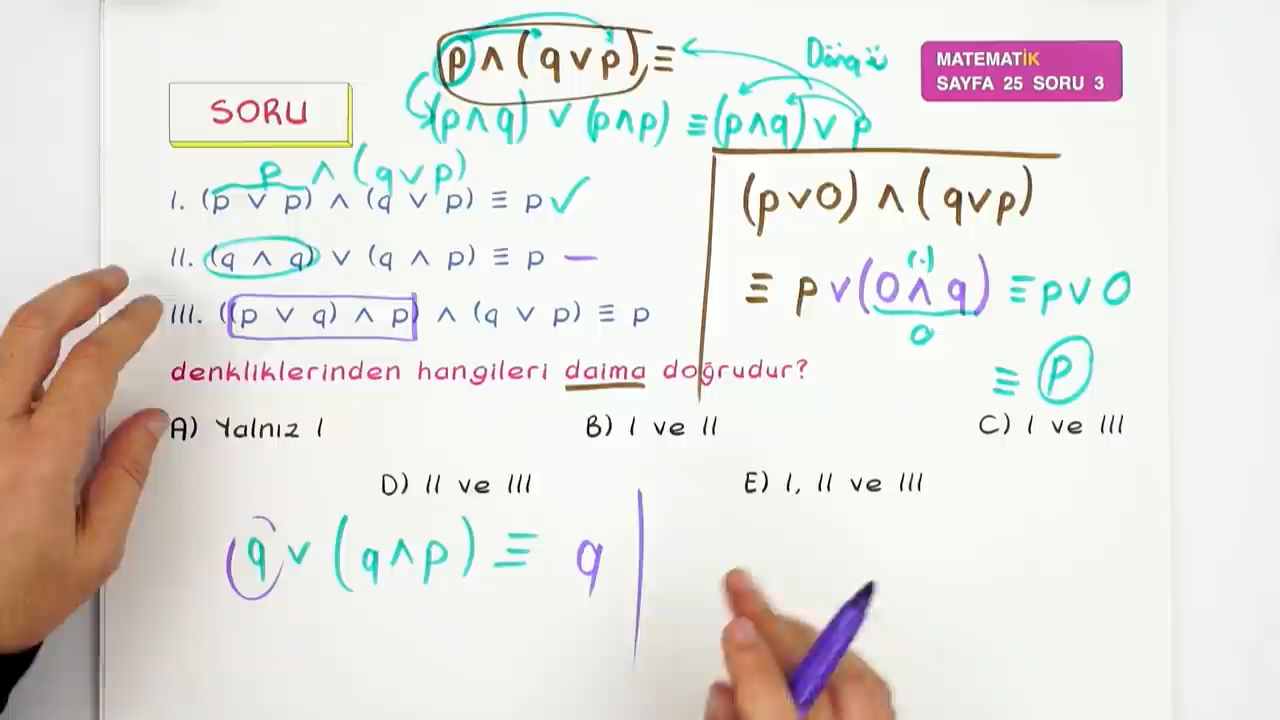 p ∧ (q ∨ p) ≡
MATEMATİK
SAYFA 25 SORU 3
SORU
(p ∧ q) ∨ (p ∧ p) ≡ (p ∧ q) ∨ p
p ∧ (q ∨ p)
I. (p ∨ p) ∧ (q ∨ p) ≡ p ✓
II. (q ∧ q) ∨ (q ∧ p) ≡ p –
III. ((p ∨ q) ∧ p) ∧ (q ∨ p) ≡ p
denkliklerinden hangileri daima doğrudur?
(p ∨ 0) ∧ (q ∨ p)
≡ p ∨ (0 ∧ q) ≡ p ∨ 0
(·)
0
≡ p
A) Yalnız I
B) I ve II
C) I ve III
D) II ve III
E) I, II ve III
q ∨ (q ∧ p) ≡ q